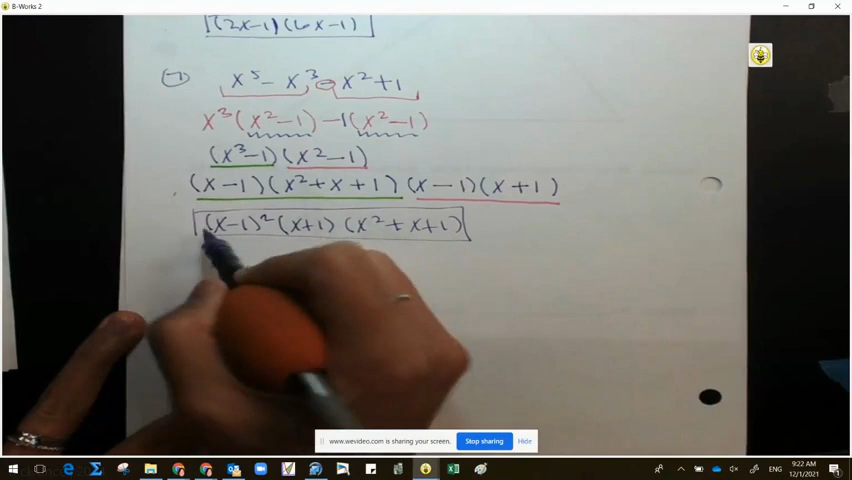 B-Works 2
(2x-1)(6x-1)
7 x⁵ - x³ - x² + 1
x³(x²-1) -1(x²-1)
(x³-1)(x²-1)
(x-1)(x²+x+1)(x-1)(x+1)
(x-1)²(x+1)(x²+x+1)
www.wevideo.com is sharing your screen. Stop sharing Hide
ENG 9:22 AM
12/1/2021